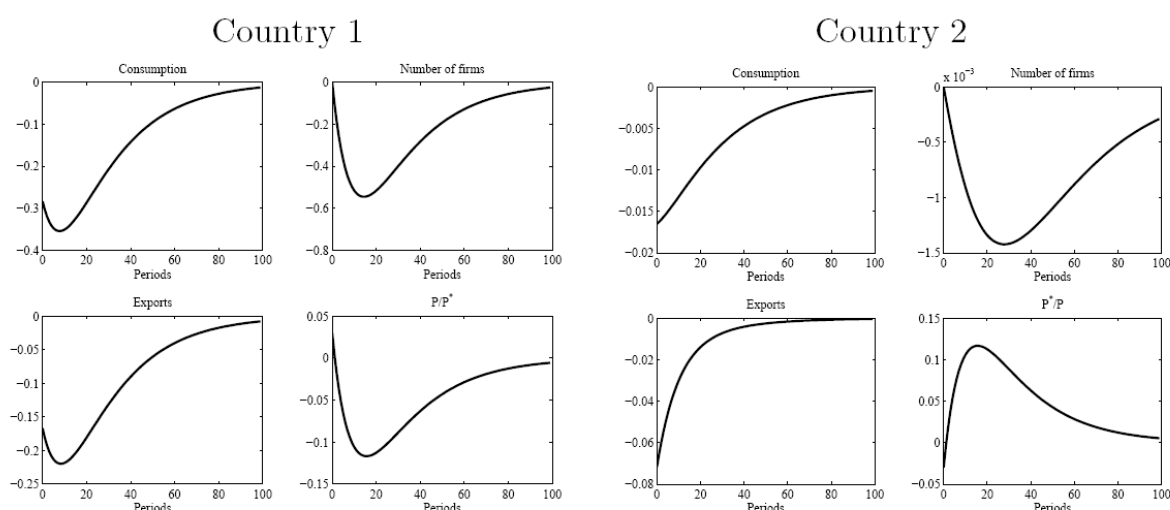 Country 1
Country 2
Consumption
Number of firms
0
−0.1
−0.2
−0.3
−0.4
0 20 40 60 80 100
Periods
0
−0.2
−0.4
−0.6
−0.8
0 20 40 60 80 100
Periods
Exports
P/P*
0
−0.05
−0.1
−0.15
−0.2
−0.25
0 20 40 60 80 100
Periods
0.05
0
−0.05
−0.1
−0.15
0 20 40 60 80 100
Periods
Consumption
x 10⁻³ Number of firms
0
−0.005
−0.01
−0.015
−0.02
0 20 40 60 80 100
Periods
0
−0.5
−1
−1.5
0 20 40 60 80 100
Periods
Exports
P*/P
0
−0.02
−0.04
−0.06
−0.08
0 20 40 60 80 100
Periods
0.15
0.1
0.05
0
−0.05
0 20 40 60 80 100
Periods